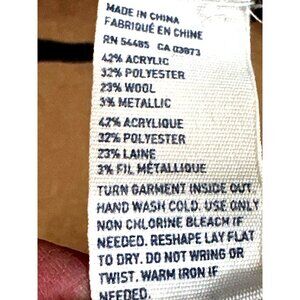 MADE IN CHINA
FABRIQUÉ EN CHINE
RN 54485 CA 03873
42% ACRYLIC
32% POLYESTER
23% WOOL
3% METALLIC
42% ACRYLIQUE
32% POLYESTER
23% LAINE
3% FIL MÉTALLIQUE
TURN GARMENT INSIDE OUT.
HAND WASH COLD. USE ONLY
NON CHLORINE BLEACH IF
NEEDED. RESHAPE LAY FLAT
TO DRY. DO NOT WRING OR
TWIST. WARM IRON IF
NEEDED.